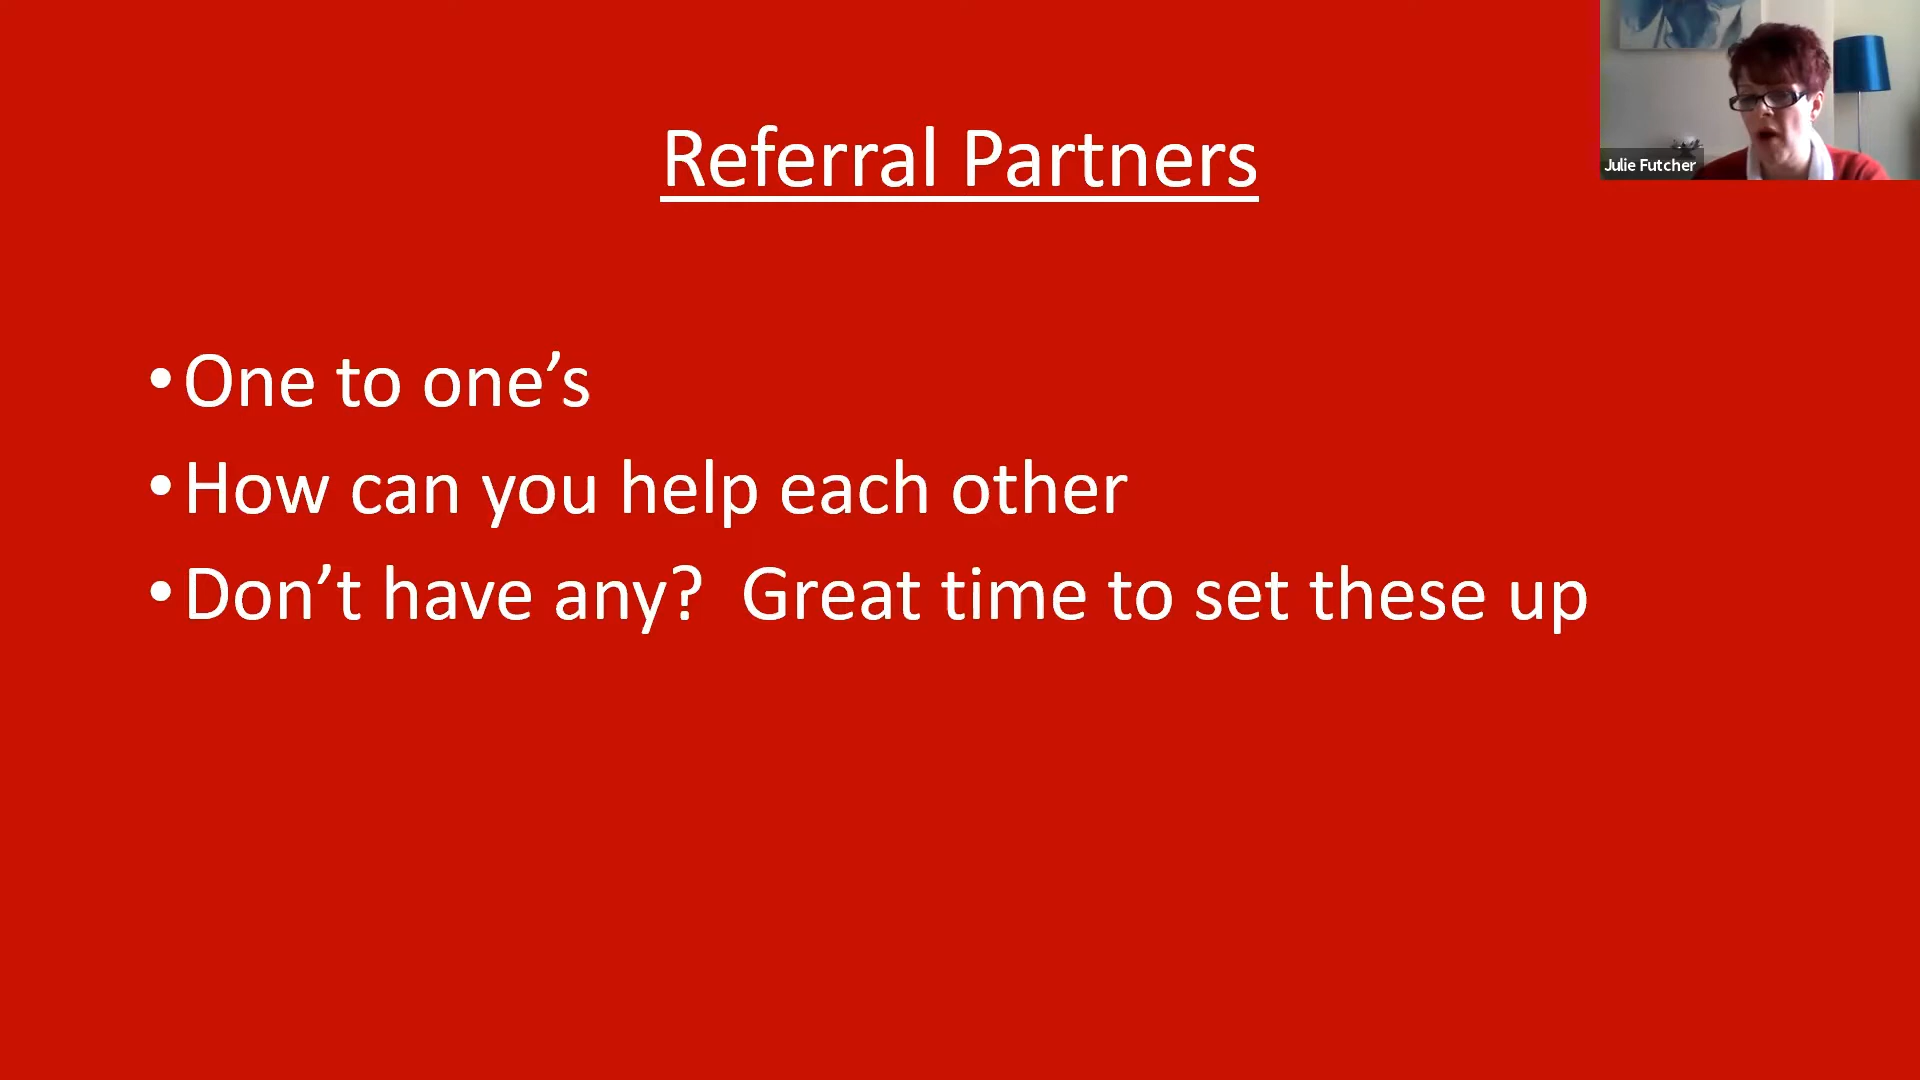 Referral Partners
Julie Futcher
•One to one’s
•How can you help each other
•Don’t have any?  Great time to set these up